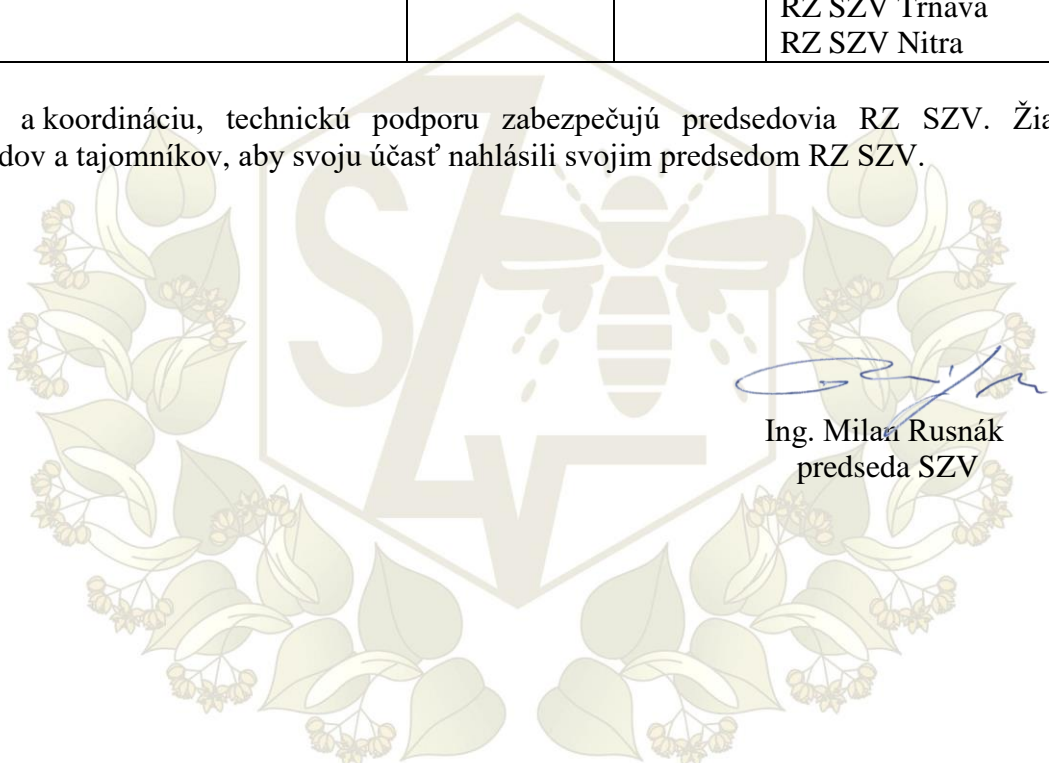 RZ SZV Trnava
RZ SZV Nitra
a koordináciu, technickú podporu zabezpečujú predsedovia RZ SZV.
a tajomníkov, aby svoju účasť nahlásili svojim predsedom RZ SZV.
SZV
Ing. Milan Rusnák
predseda SZV